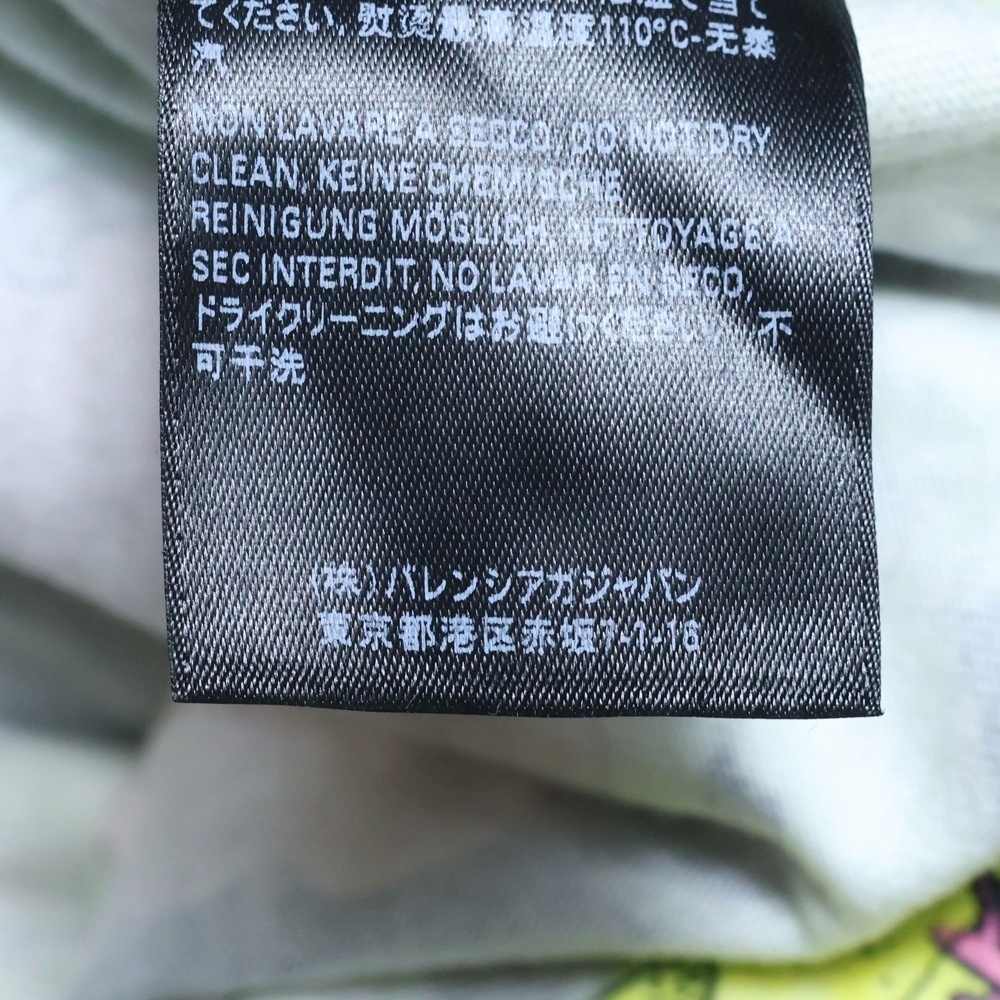 てください, 熨烫最高温度110°C-无蒸
汽
NON LAVARE A SECCO, DO NOT DRY
CLEAN, KEINE CHEMISCHE
REINIGUNG MÖGLICH, NETTOYAGE A
SEC INTERDIT, NO LAVAR EN SECO,
ドライクリーニングはお避けください, 不
可干洗
(株)バレンシアガジャパン
東京都港区赤坂7-1-16